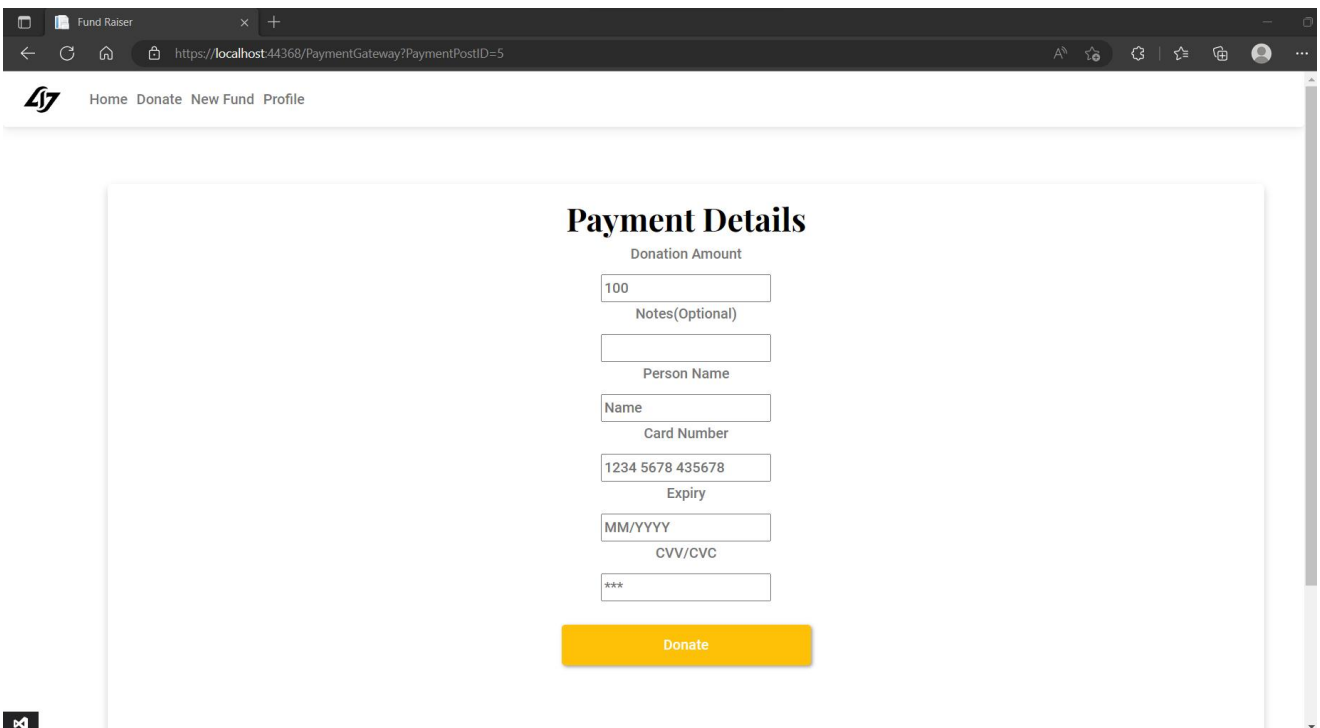 Fund Raiser
https://localhost:44368/PaymentGateway?PaymentPostID=5
Home Donate New Fund Profile
Payment Details
Donation Amount
100
Notes(Optional)
Person Name
Name
Card Number
1234 5678 435678
Expiry
MM/YYYY
CVV/CVC
***
Donate